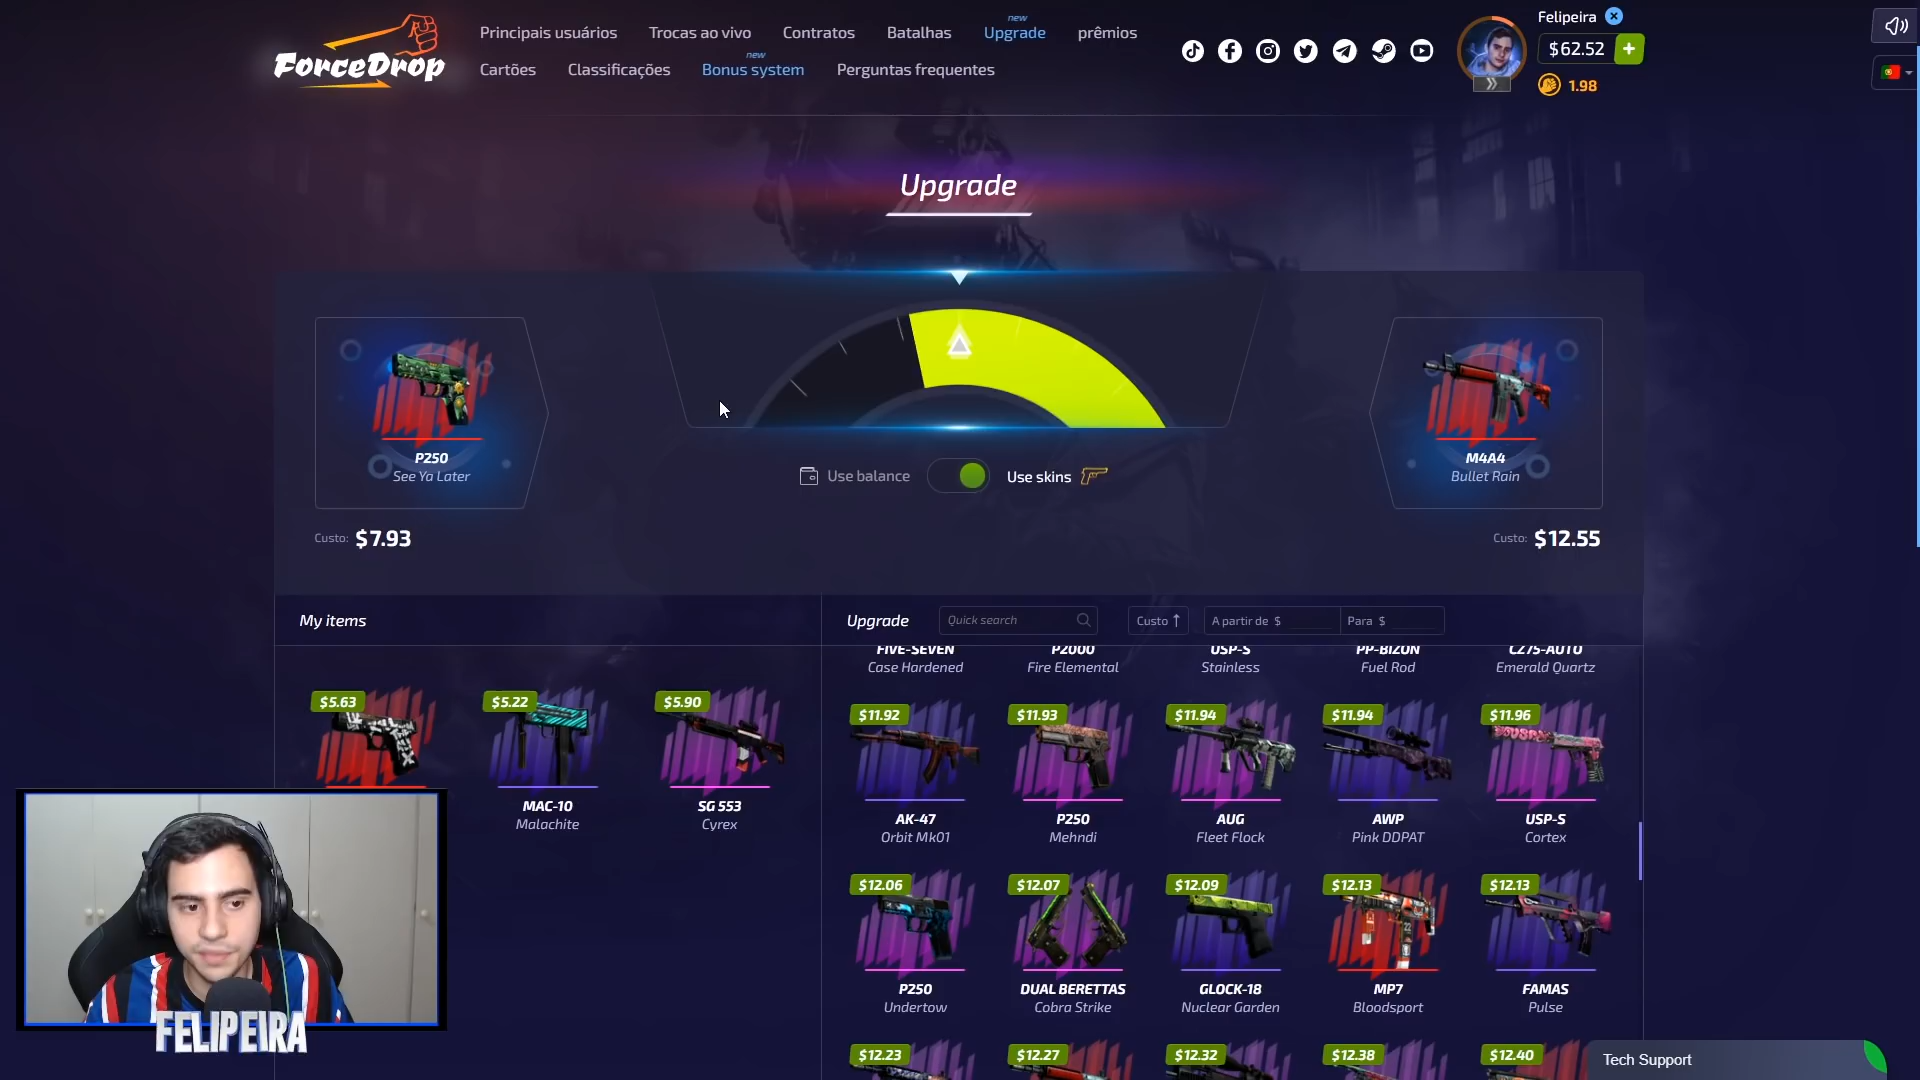 ForceDrop
Principais usuários
Trocas ao vivo
Contratos
Batalhas
new
Upgrade
prêmios
Cartões
Classificações
new
Bonus system
Perguntas frequentes
Felipeira
$62.52
+
1.98
Upgrade
P250
See Ya Later
Custo: $7.93
Use balance
Use skins
M4A4
Bullet Rain
Custo: $12.55
My items
Upgrade
Quick search
Custo
A partir de $
Para $
FIVE-SEVEN
Case Hardened
P2000
Fire Elemental
USP-S
Stainless
PP-BIZON
Fuel Rod
CZ75-AUTO
Emerald Quartz
$5.63
$5.22
MAC-10
Malachite
$5.90
SG 553
Cyrex
$11.92
AK-47
Orbit Mk01
$11.93
P250
Mehndi
$11.94
AUG
Fleet Flock
$11.94
AWP
Pink DDPAT
$11.96
USP-S
Cortex
$12.06
P250
Undertow
$12.07
DUAL BERETTAS
Cobra Strike
$12.09
GLOCK-18
Nuclear Garden
$12.13
MP7
Bloodsport
$12.13
FAMAS
Pulse
$12.23
$12.27
$12.32
$12.38
$12.40
Tech Support
FELIPEIRA